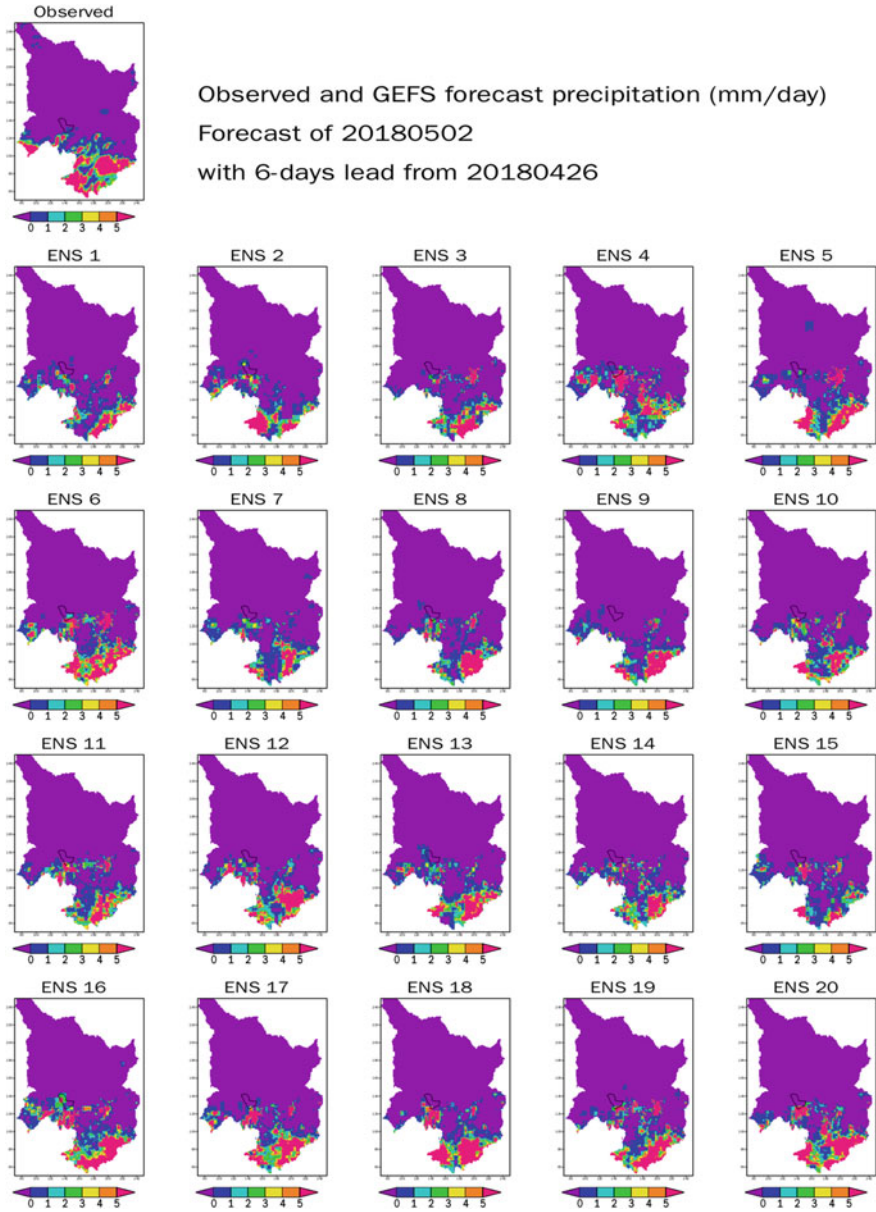 Observed
Observed and GEFS forecast precipitation (mm/day)
Forecast of 20180502
with 6-days lead from 20180426
0 1 2 3 4 5
ENS 1 ENS 2 ENS 3 ENS 4 ENS 5
0 1 2 3 4 5 0 1 2 3 4 5 0 1 2 3 4 5 0 1 2 3 4 5 0 1 2 3 4 5
ENS 6 ENS 7 ENS 8 ENS 9 ENS 10
0 1 2 3 4 5 0 1 2 3 4 5 0 1 2 3 4 5 0 1 2 3 4 5 0 1 2 3 4 5
ENS 11 ENS 12 ENS 13 ENS 14 ENS 15
0 1 2 3 4 5 0 1 2 3 4 5 0 1 2 3 4 5 0 1 2 3 4 5 0 1 2 3 4 5
ENS 16 ENS 17 ENS 18 ENS 19 ENS 20
0 1 2 3 4 5 0 1 2 3 4 5 0 1 2 3 4 5 0 1 2 3 4 5 0 1 2 3 4 5